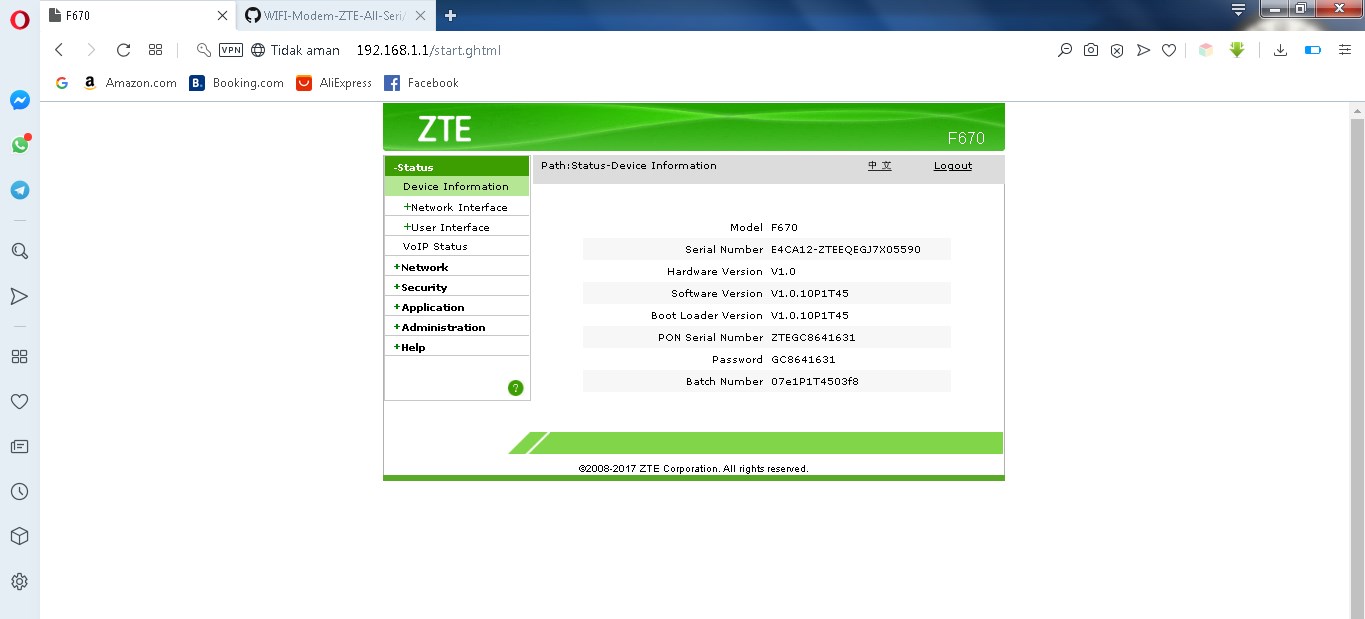 F670
WIFI-Modem-ZTE-All-Seri/
VPN Tidak aman 192.168.1.1/start.ghtml
G a Amazon.com B. Booking.com AliExpress f Facebook
ZTE
F670
-Status
Device Information
+Network Interface
+User Interface
VoIP Status
+Network
+Security
+Application
+Administration
+Help
?
Path:Status-Device Information 中 文 Logout
Model F670
Serial Number E4CA12-ZTEEQEGJ7X05590
Hardware Version V1.0
Software Version V1.0.10P1T45
Boot Loader Version V1.0.10P1T45
PON Serial Number ZTEGC8641631
Password GC8641631
Batch Number 07e1P1T4503f8
©2008-2017 ZTE Corporation. All rights reserved.